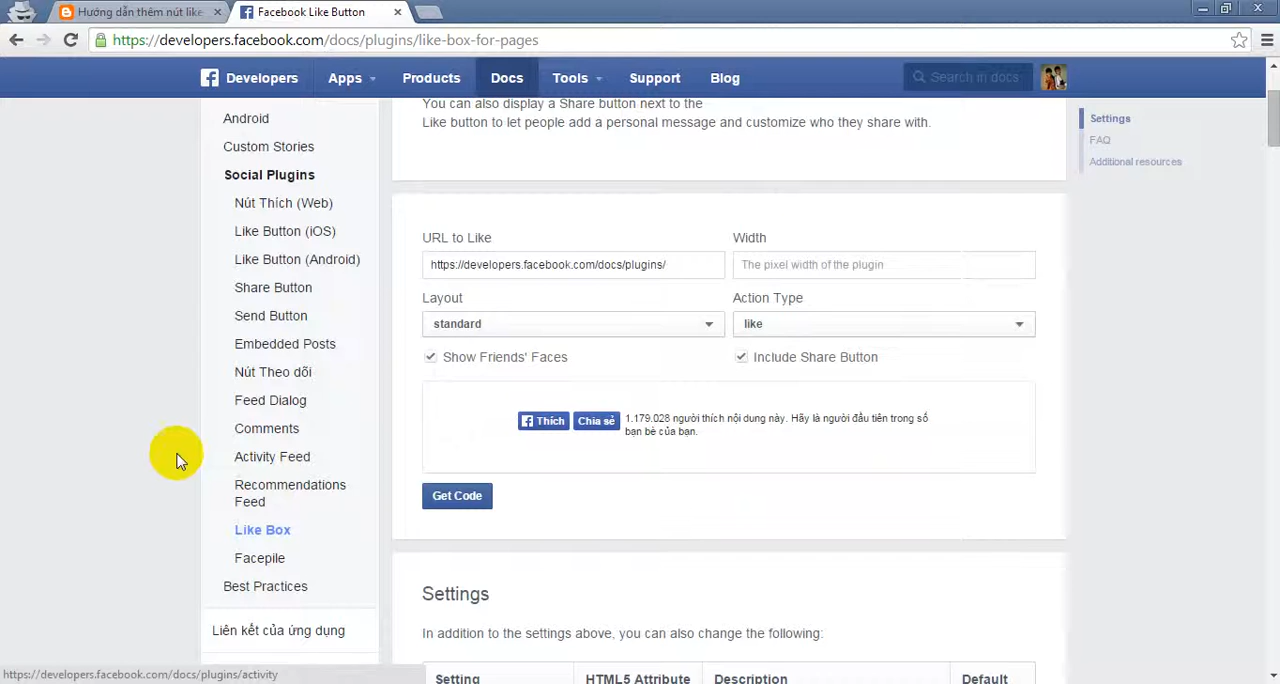 Hướng dẫn thêm nút like
Facebook Like Button
https://developers.facebook.com/docs/plugins/like-box-for-pages
Developers Apps Products Docs Tools Support Blog Search in docs
Android
Custom Stories
Social Plugins
Nút Thích (Web)
Like Button (iOS)
Like Button (Android)
Share Button
Send Button
Embedded Posts
Nút Theo dõi
Feed Dialog
Comments
Activity Feed
Recommendations
Feed
Like Box
Facepile
Best Practices
Liên kết của ứng dụng
You can also display a Share button next to the
Like button to let people add a personal message and customize who they share with.
URL to Like Width
https://developers.facebook.com/docs/plugins/ The pixel width of the plugin
Layout Action Type
standard like
Show Friends' Faces Include Share Button
Thích Chia sẻ 1.179.028 người thích nội dung này. Hãy là người đầu tiên trong số
bạn bè của bạn.
Get Code
Settings
In addition to the settings above, you can also change the following:
Setting HTML5 Attribute Description Default
Settings
FAQ
Additional resources
https://developers.facebook.com/docs/plugins/activity